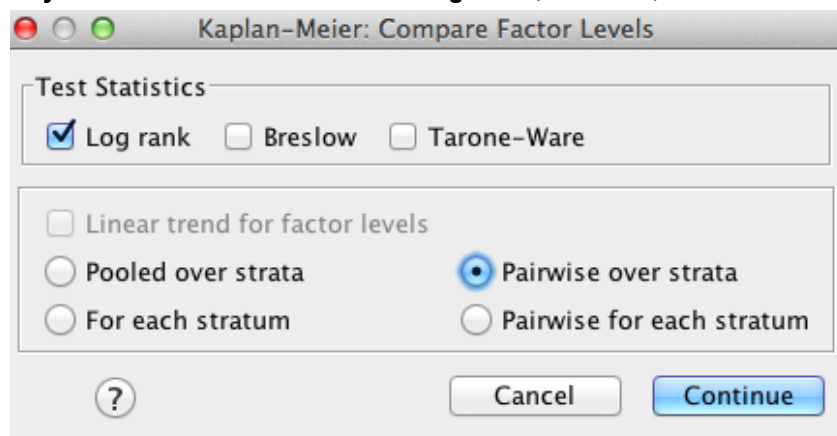 Kaplan-Meier: Compare Factor Levels
Test Statistics
Log rank Breslow Tarone-Ware
Linear trend for factor levels
Pooled over strata Pairwise over strata
For each stratum Pairwise for each stratum
? Cancel Continue